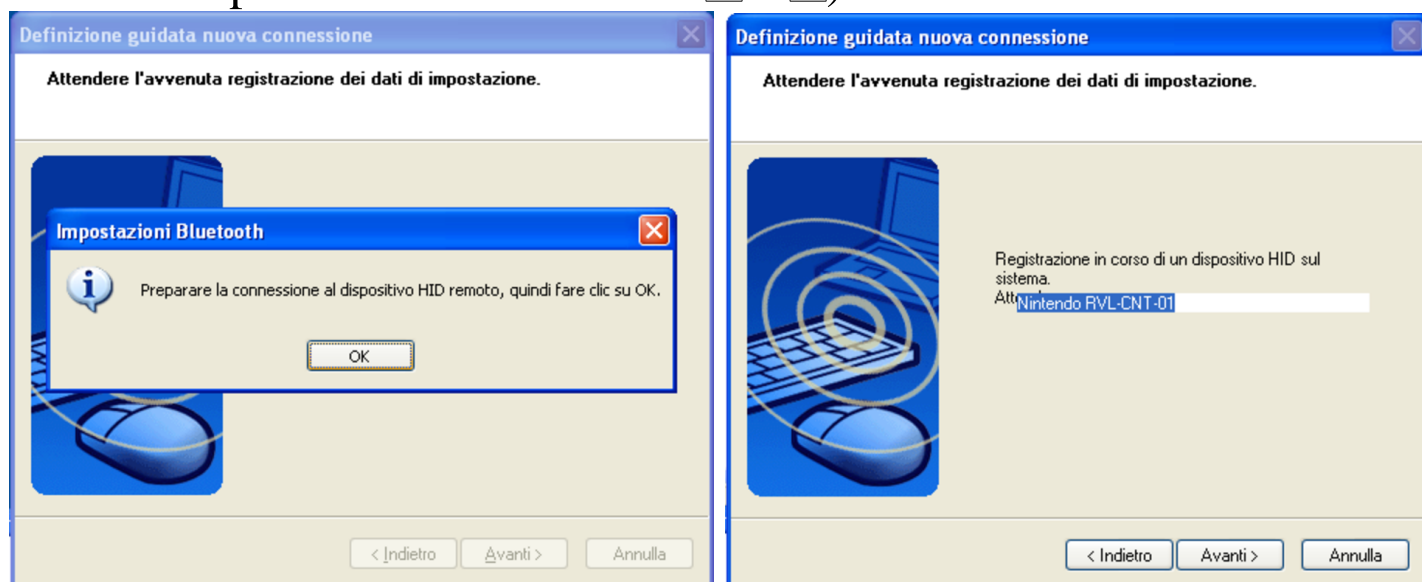 Definizione guidata nuova connessione
Attendere l'avvenuta registrazione dei dati di impostazione.
Impostazioni Bluetooth
Preparare la connessione al dispositivo HID remoto, quindi fare clic su OK.
OK
< Indietro
Avanti >
Annulla
Definizione guidata nuova connessione
Attendere l'avvenuta registrazione dei dati di impostazione.
Registrazione in corso di un dispositivo HID sul
sistema.
Nintendo RVL-CNT-01
< Indietro
Avanti >
Annulla